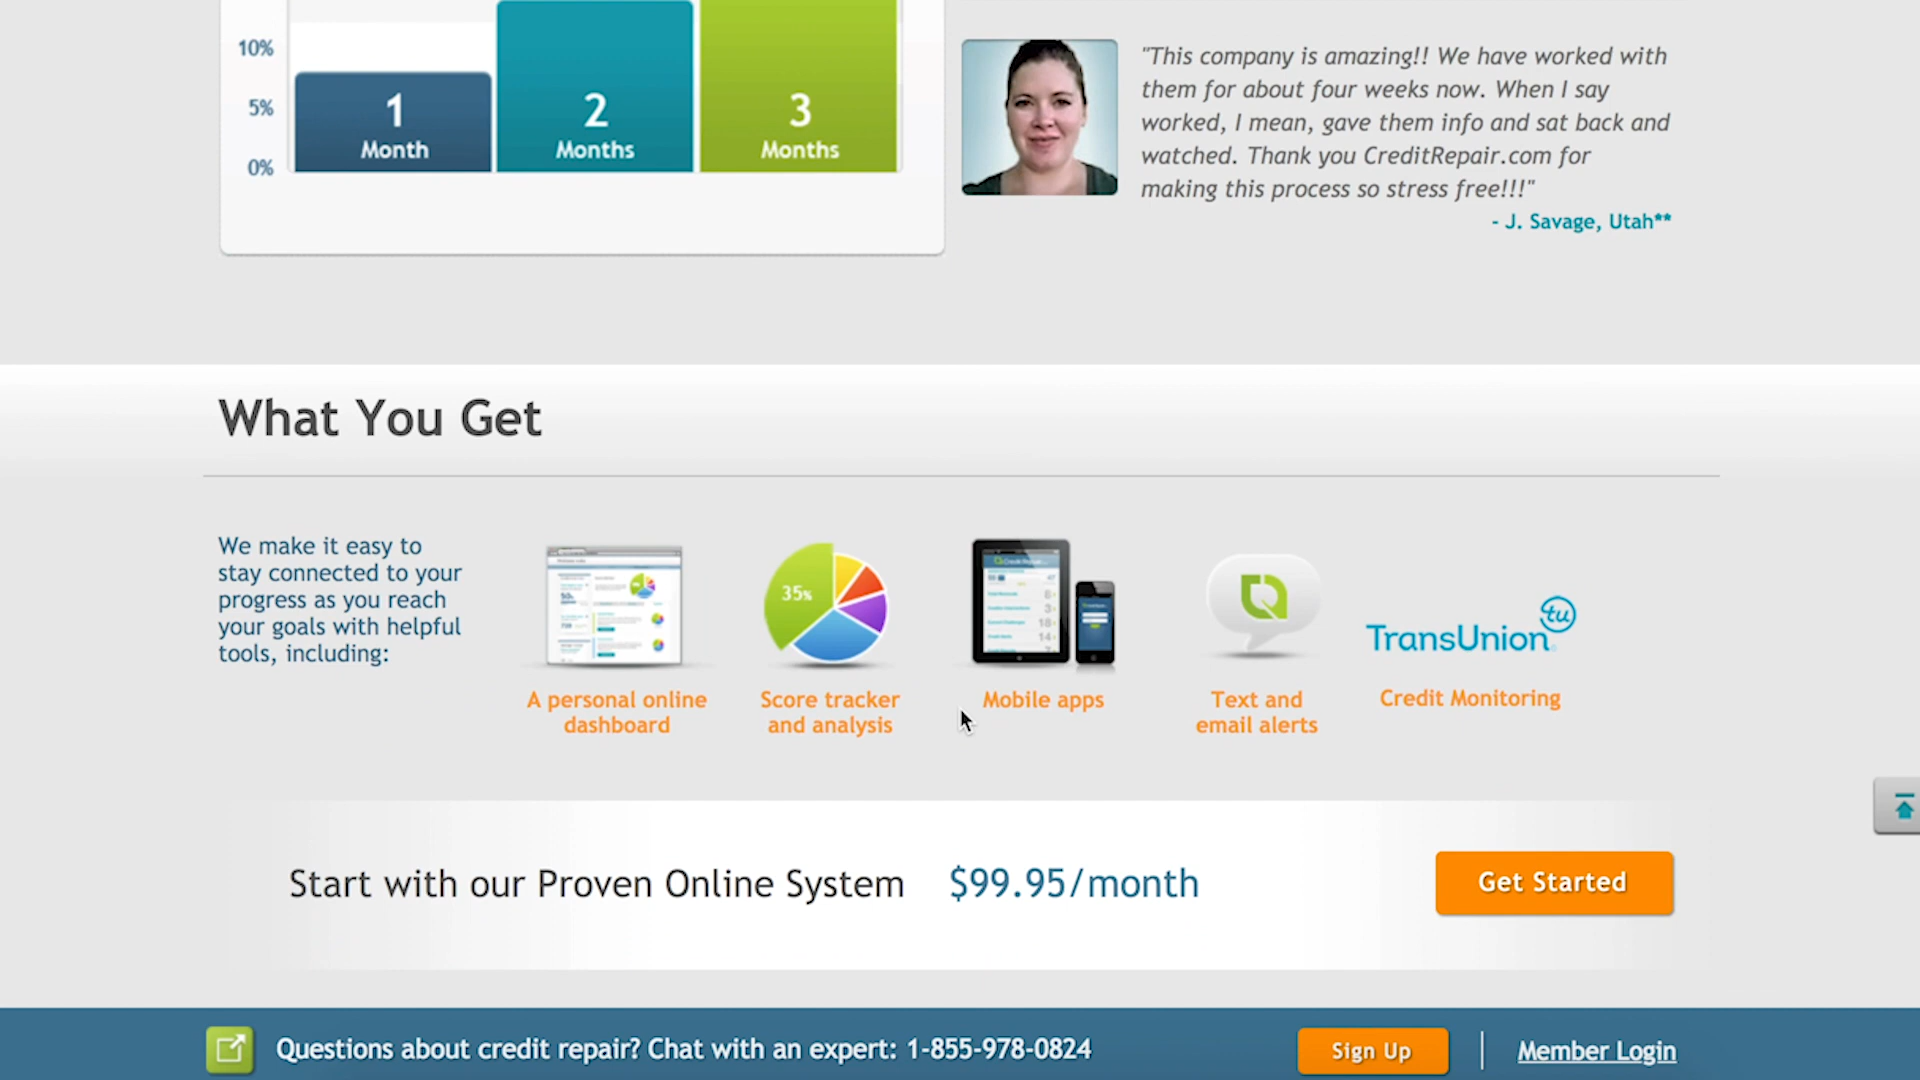 10%
5%
0%
1
Month
2
Months
3
Months
"This company is amazing!! We have worked with
them for about four weeks now. When I say
worked, I mean, gave them info and sat back and
watched. Thank you CreditRepair.com for
making this process so stress free!!!"
- J. Savage, Utah**
What You Get
We make it easy to
stay connected to your
progress as you reach
your goals with helpful
tools, including:
35%
TransUnion
tu
A personal online
dashboard
Score tracker
and analysis
Mobile apps
Text and
email alerts
Credit Monitoring
Start with our Proven Online System $99.95/month
Get Started
Questions about credit repair? Chat with an expert: 1-855-978-0824
Sign Up
Member Login